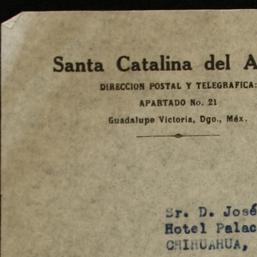 Santa Catalina del A
DIRECCION POSTAL Y TELEGRAFICA:
APARTADO No. 21
Guadalupe Victoria, Dgo., Méx.
Sr. D. José
Hotel Palac
CHIHUAHUA,